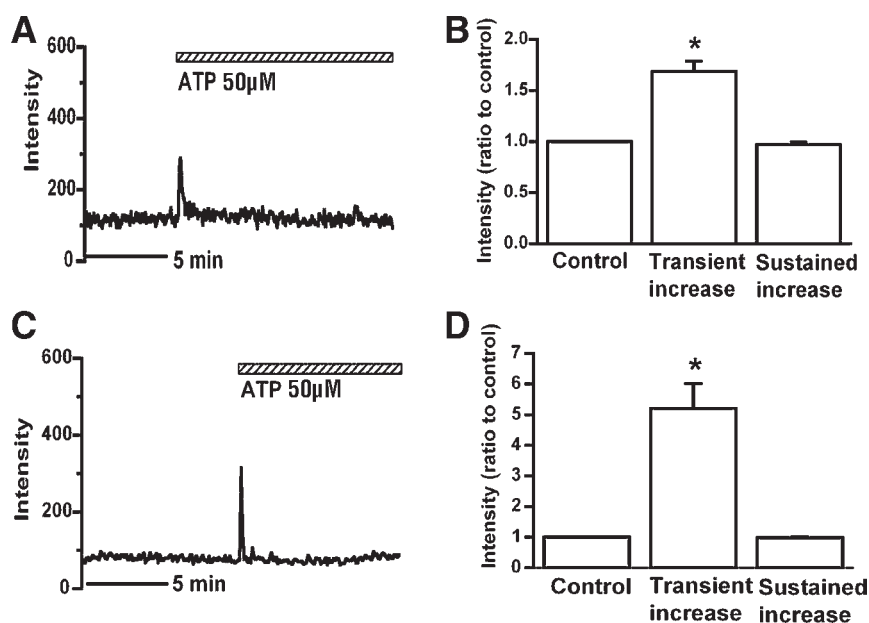 A
600
400
200
0
Intensity
ATP 50µM
5 min
B
2.0
1.5
1.0
0.5
0.0
Intensity (ratio to control)
*
Control
Transient
increase
Sustained
increase
C
600
400
200
0
Intensity
ATP 50µM
5 min
D
7
6
5
4
3
2
1
0
Intensity (ratio to control)
*
Control
Transient
increase
Sustained
increase